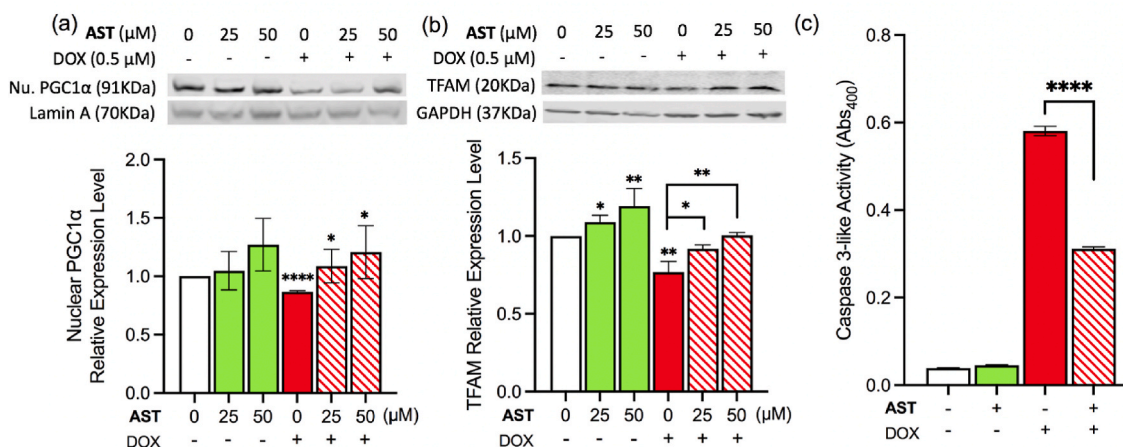 (a) AST (μM) 0 25 50 0 25 50
DOX (0.5 μM) - - - + + +
Nu. PGC1α (91KDa)
Lamin A (70KDa)
2.0
1.5
1.0
0.5
0.0
Nuclear PGC1α
Relative Expression Level
****
*
*
AST 0 25 50 0 25 50 (μM)
DOX - - - + + +
(b) AST (μM) 0 25 50 0 25 50
DOX (0.5 μM) - - - + + +
TFAM (20KDa)
GAPDH (37KDa)
1.5
1.0
0.5
0.0
TFAM Relative Expression Level
*
**
**
*
**
AST 0 25 50 0 25 50 (μM)
DOX - - - + + +
(c)
0.8
0.6
0.4
0.2
0.0
Caspase 3-like Activity (Abs400)
****
AST - + - +
DOX - - + +